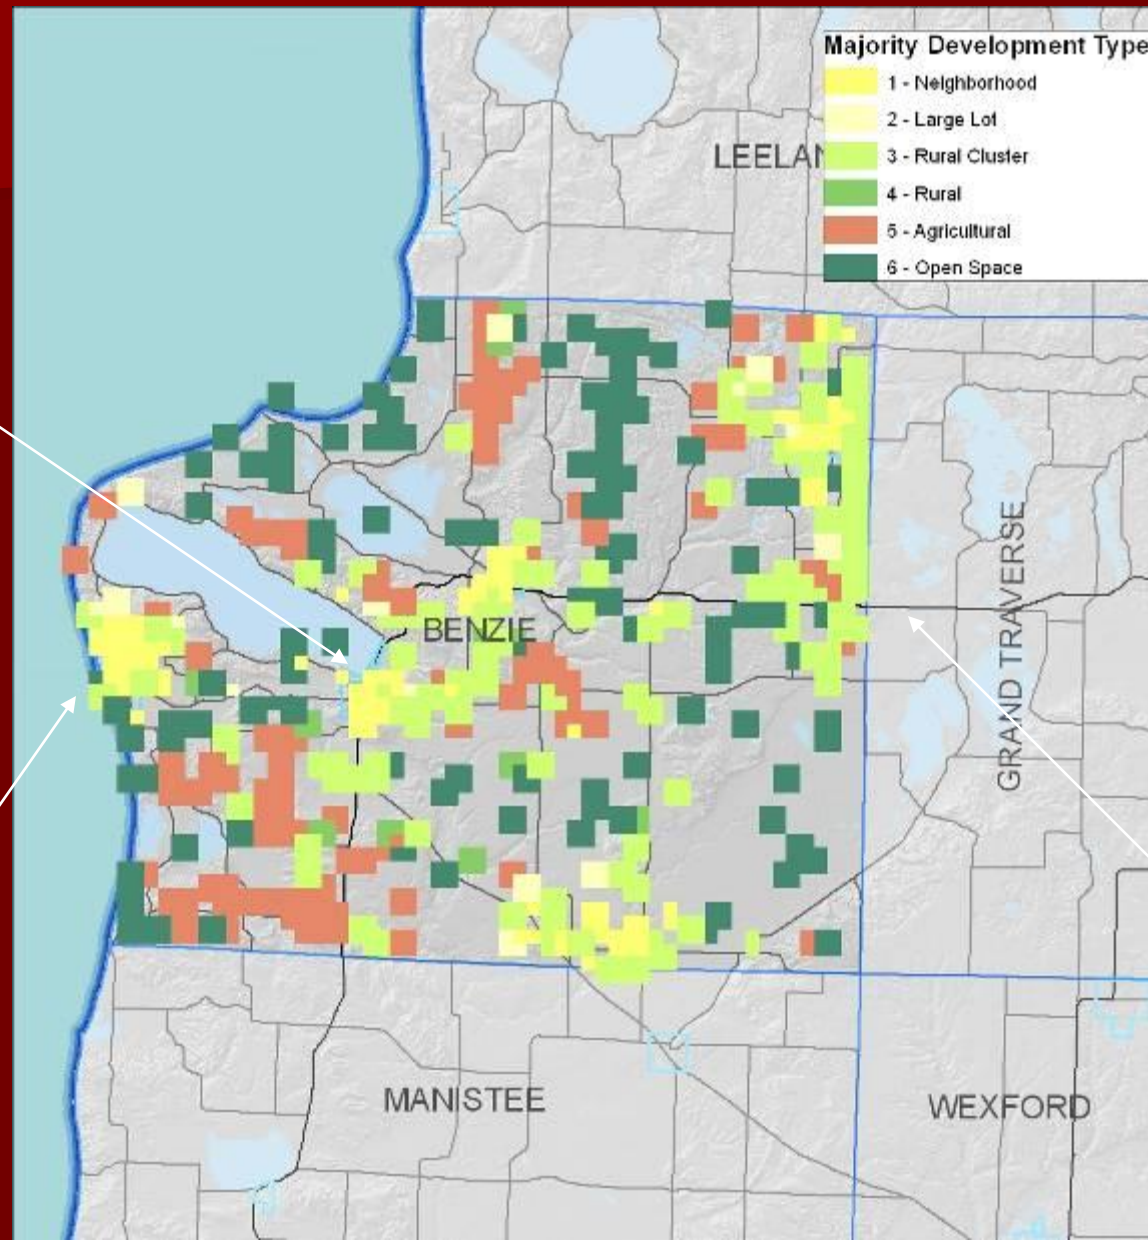 Majority Development Type
1 - Neighborhood
2 - Large Lot
3 - Rural Cluster
4 - Rural
5 - Agricultural
6 - Open Space
LEELAN
BENZIE
GRAND TRAVERSE
MANISTEE
WEXFORD